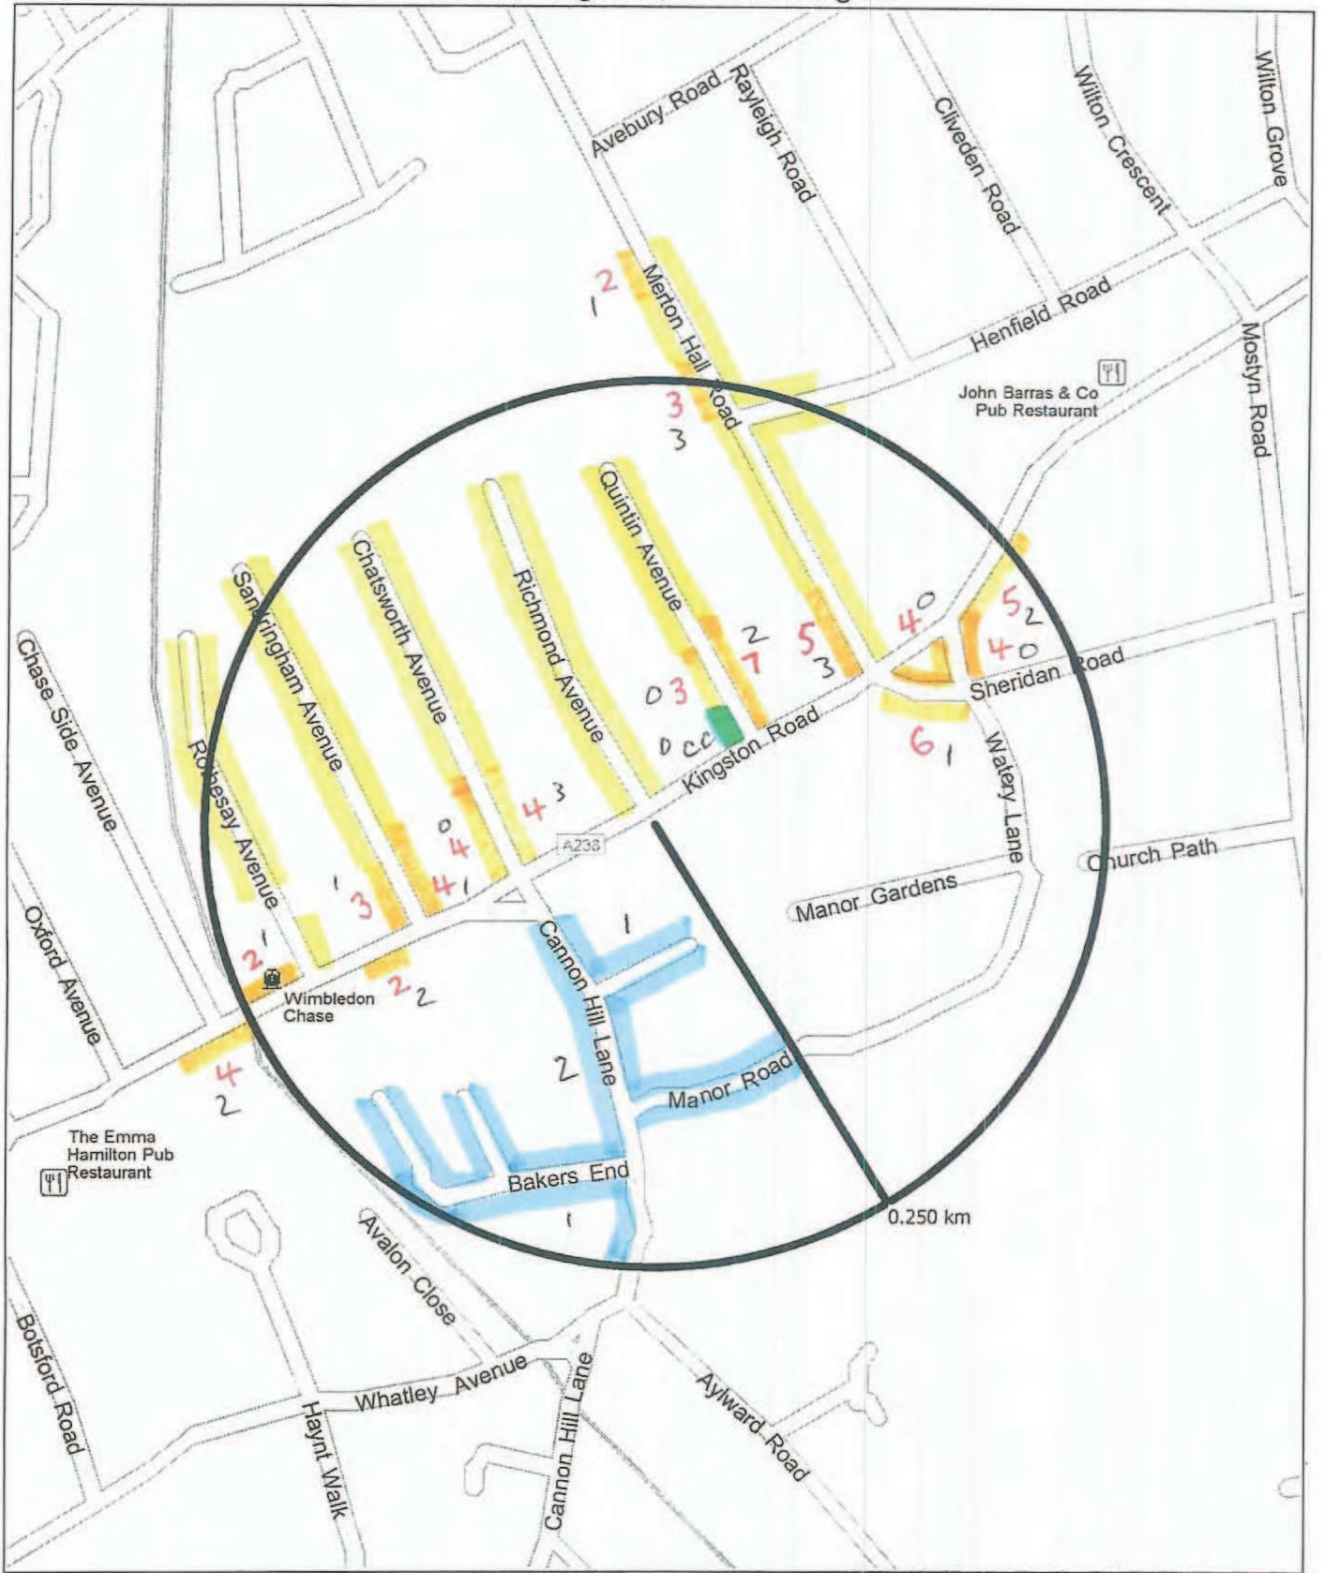 Avebury Road
Rayleigh Road
Cliveden Road
Wilton Crescent
Wilton Grove
2
1
Merton Hall Road
Henfield Road
Mostyn Road
John Barras & Co
Pub Restaurant
3
3
Quintin Avenue
Chatsworth Avenue
Sandringham Avenue
Richmond Avenue
Chase Side Avenue
Rothesay Avenue
2
7
5
3
4
0
5
2
4
0
Sheridan Road
0
3
0
CC
Kingston Road
6
1
Watery Lane
4
3
0
4
A238
Church Path
Manor Gardens
1
3
4
1
Oxford Avenue
1
2
Wimbledon
Chase
2
2
Cannon Hill Lane
1
4
2
2
Manor Road
The Emma
Hamilton Pub
Restaurant
Bakers End
1
0.250 km
Avalon Close
Botsford Road
Whatley Avenue
Haynt Walk
Cannon Hill Lane
Aylward Road